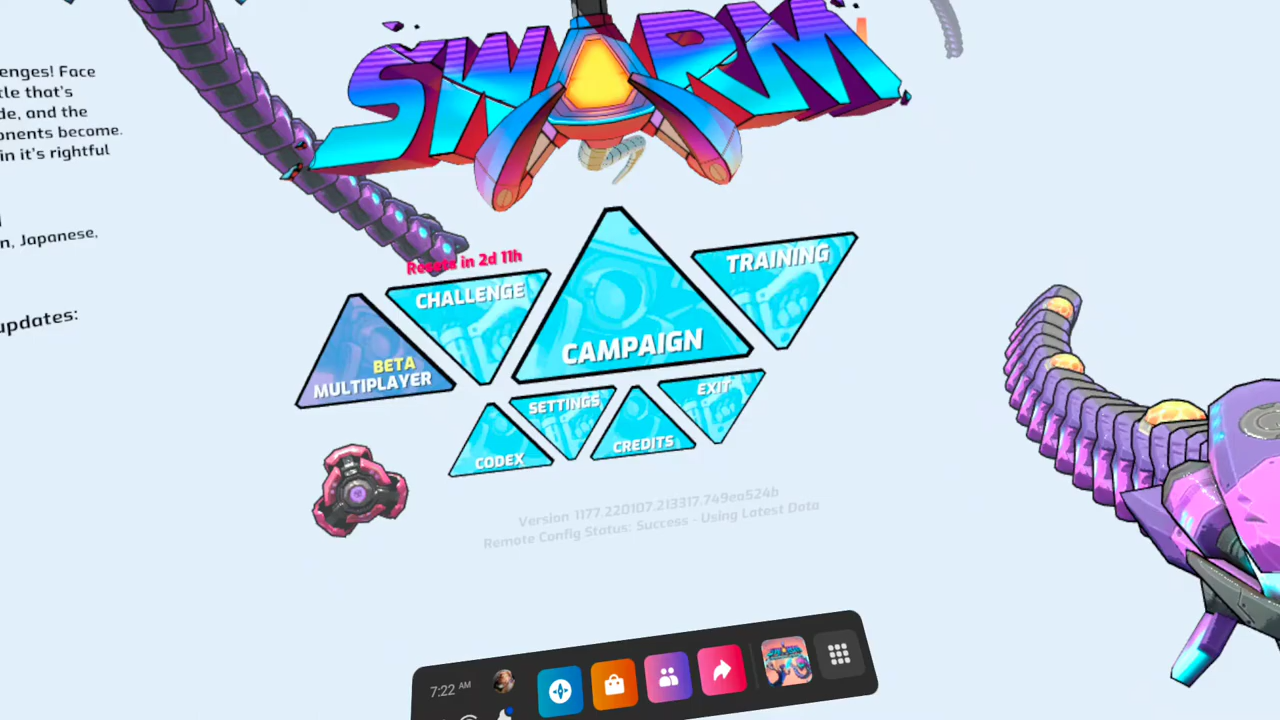 enges! Face
tle that's
de, and the
onents become.
in it's rightful
n, Japanese,
updates:
SWARM
Resets in 2d 11h
CHALLENGE
TRAINING
CAMPAIGN
BETA
MULTIPLAYER
SETTINGS
EXIT
CODEX
CREDITS
Version 1177.220107.213317.749ea524b
Remote Config Status: Success - Using Latest Data
7:22 AM